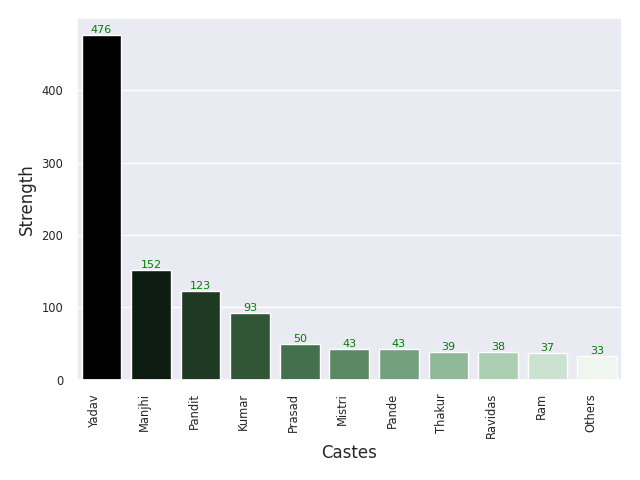 476
400
300
Strength
200
152
123
100
93
50
43
43
39
38
37
33
0
Yadav
Manjhi
Pandit
Kumar
Prasad
Mistri
Pande
Thakur
Ravidas
Ram
Others
Castes